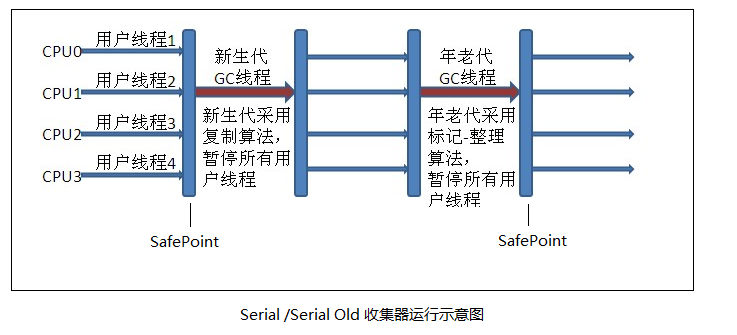 CPU0
用户线程1
CPU1
用户线程2
CPU2
用户线程3
CPU3
用户线程4
新生代
GC线程
新生代采用
复制算法，
暂停所有用
户线程
年老代
GC线程
年老代采用
标记-整理
算法，
暂停所有用
户线程
SafePoint
SafePoint
Serial /Serial Old 收集器运行示意图